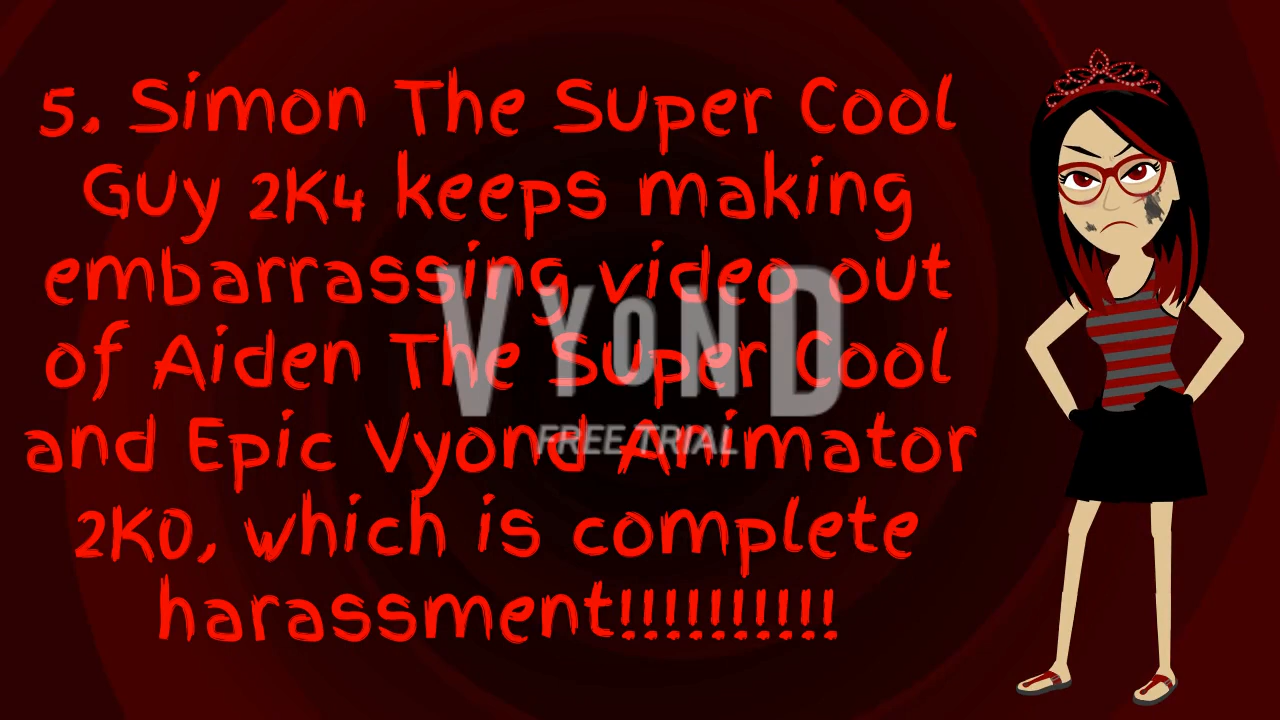 5. Simon The Super Cool
Guy 2K4 keeps making
embarrassing video out
of Aiden The Super Cool
and Epic Vyond Animator
2K0, which is complete
harassment!!!!!!!!!!
VYOND
FREE TRIAL